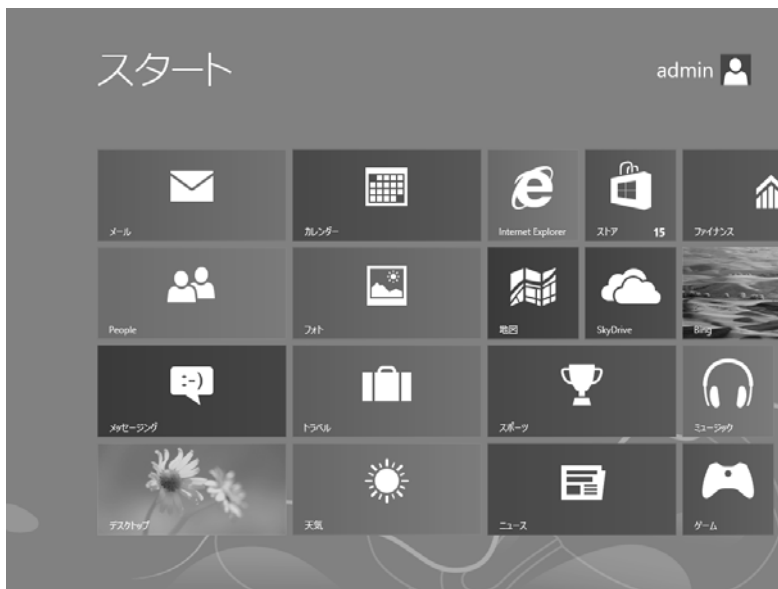 スタート
admin
メール
カレンダー
Internet Explorer
ストア
15
ファイナンス
People
フォト
地図
SkyDrive
Bing
:-)
メッセージング
トラベル
スポーツ
ミュージック
デスクトップ
天気
ニュース
ゲーム